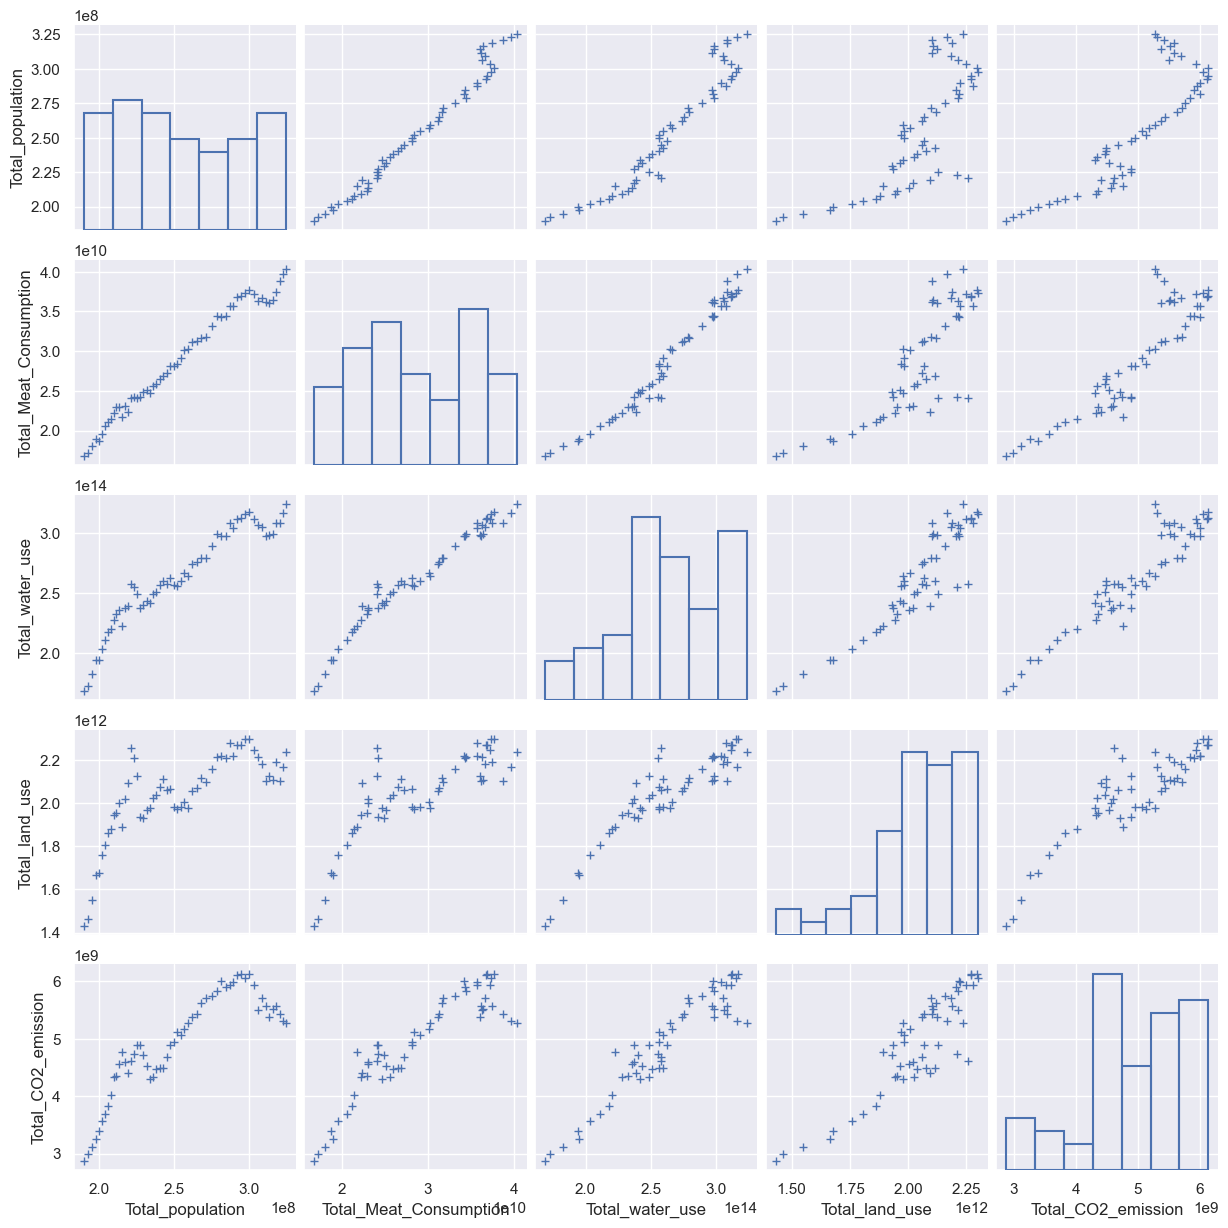 1e8
3.25
3.00
2.75
2.50
2.25
2.00
Total_population
1e10
4.0
3.5
3.0
2.5
2.0
Total_Meat_Consumption
1e14
3.0
2.5
2.0
Total_water_use
1e12
2.2
2.0
1.8
1.6
1.4
Total_land_use
1e9
6
5
4
3
Total_CO2_emission
2.0 2.5 3.0 2 3 4 2.0 2.5 3.0 1.50 1.75 2.00 2.25 3 4 5 6
Total_population 1e8 Total_Meat_Consumption 1e10 Total_water_use 1e14 Total_land_use 1e12 Total_CO2_emission 1e9